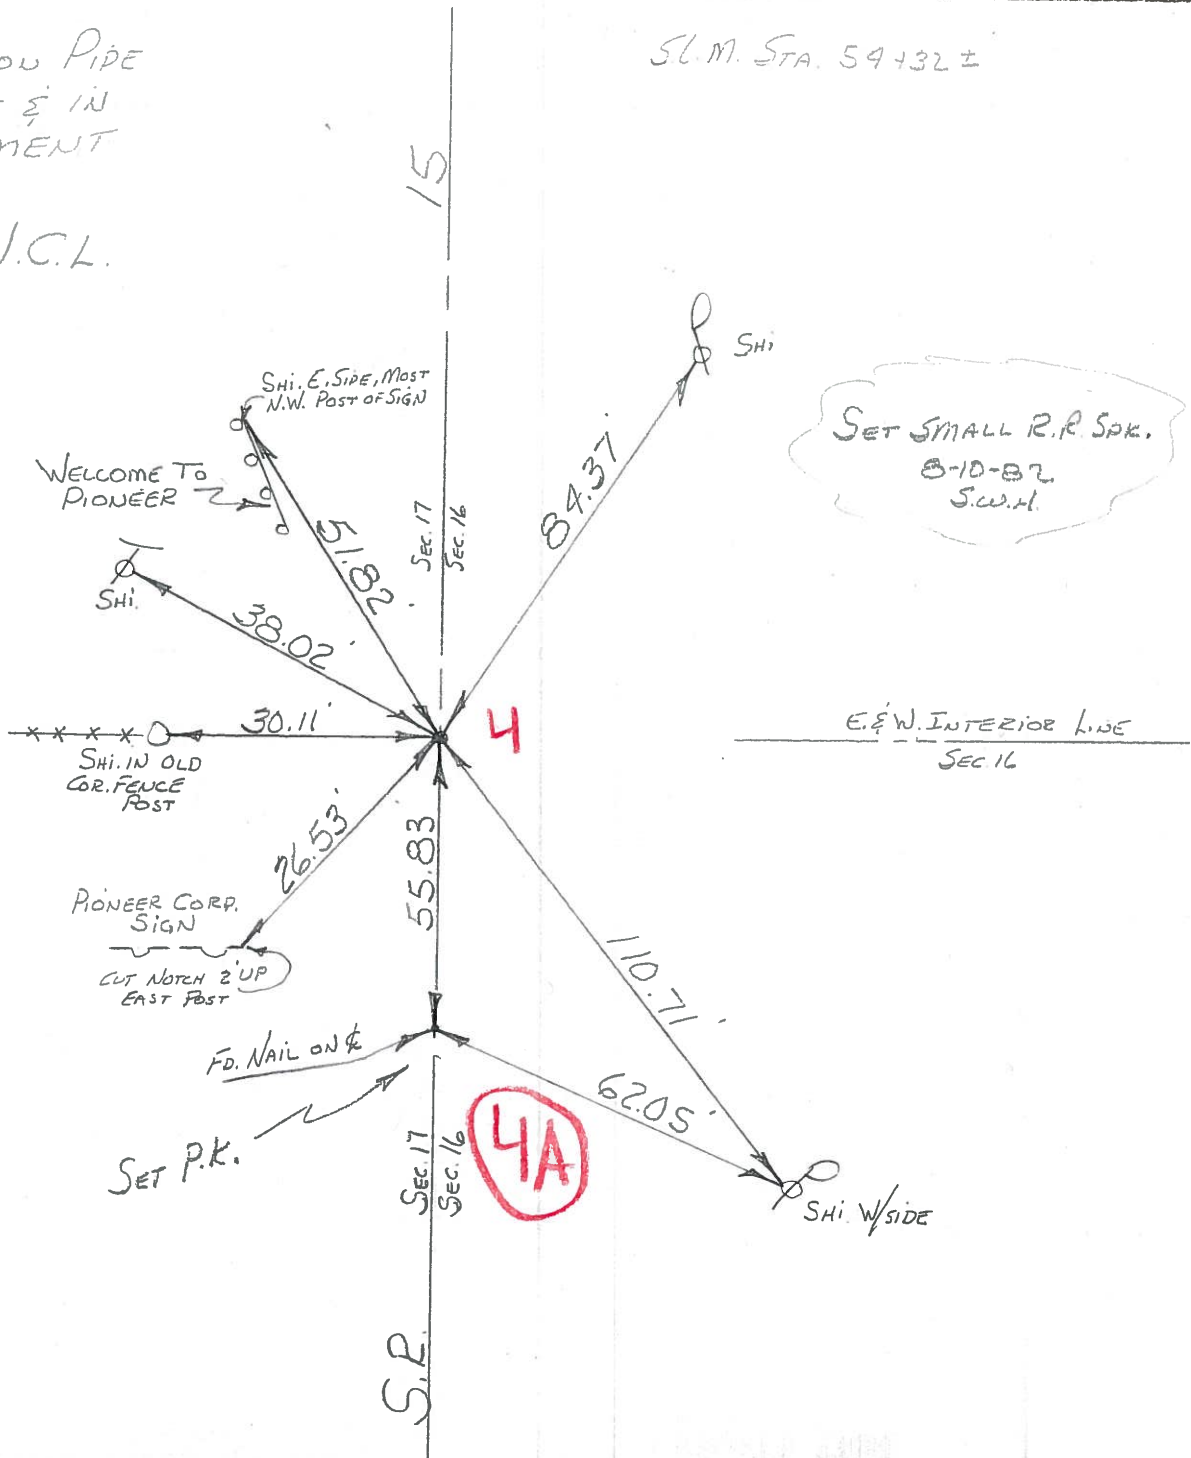 ON PIPE
& IN
MENT
S.L.M. STA. 54+32 ±
15
.C.L.
SHI
SHI. E. SIDE, MOST
N.W. POST OF SIGN
SET SMALL R.R. SPK.
8-10-82
S.W.H.
WELCOME TO
PIONEER
84.37'
51.82'
SEC. 17
SEC. 16
SHI.
38.02'
30.11'
4
E. & W. INTERIOR LINE
SEC. 16
SHI. IN OLD
COR. FENCE
POST
26.53'
55.83
PIONEER CORP.
SIGN
CUT NOTCH 2' UP
EAST POST
110.71'
FD. NAIL ON ℄
62.05'
4A
SET P.K.
SEC. 17
SEC. 16
SHI. W/SIDE
S.R.